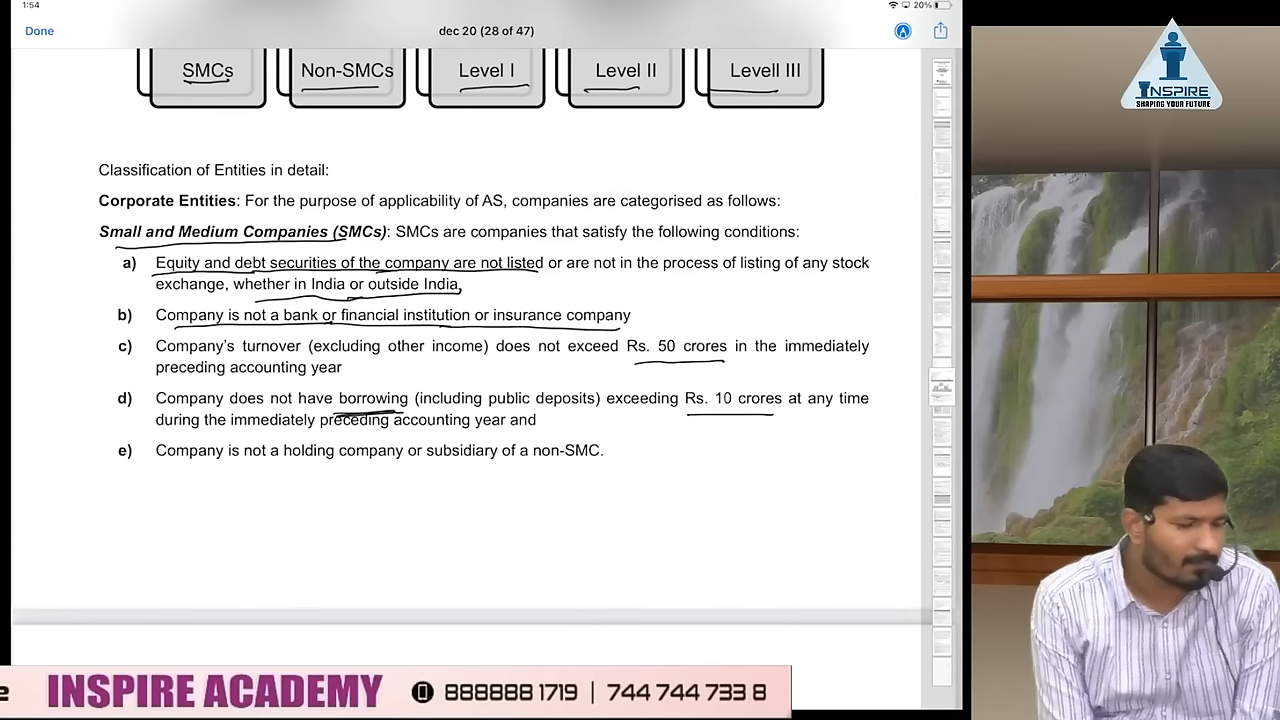 1:54
20%
Done
dec 20 (28 of 47)
SMCs
Non-SMCs
Level I
Level II
Levell III
Classification of Entities in detail:
Corporate Entities: For the purpose of applicability of AS, companies are categorised as follows:
Small and Medium Companies (SMCs): SMCs are companies that satisfy the following conditions:
a) Equity and debt securities of the company are not listed or are not in the process of listing of any stock
exchange, whether in India or outside India,
b) Company is not a bank or financial institution or insurance company
c) Company's turnover (excluding other income) does not exceed Rs. 50 crores in the immediately
preceding accounting year
d) Company does not have borrowing (including public deposits) exceeding Rs. 10 crores at any time
during the immediately preceding accounting year and
e) Company is not a holding company or subsidiary of a non-SMC.
INSPIRE
SHAPING YOUR FUTURE
e INSPIRE ACADEMY 888888 1719 | 744 744 733 8